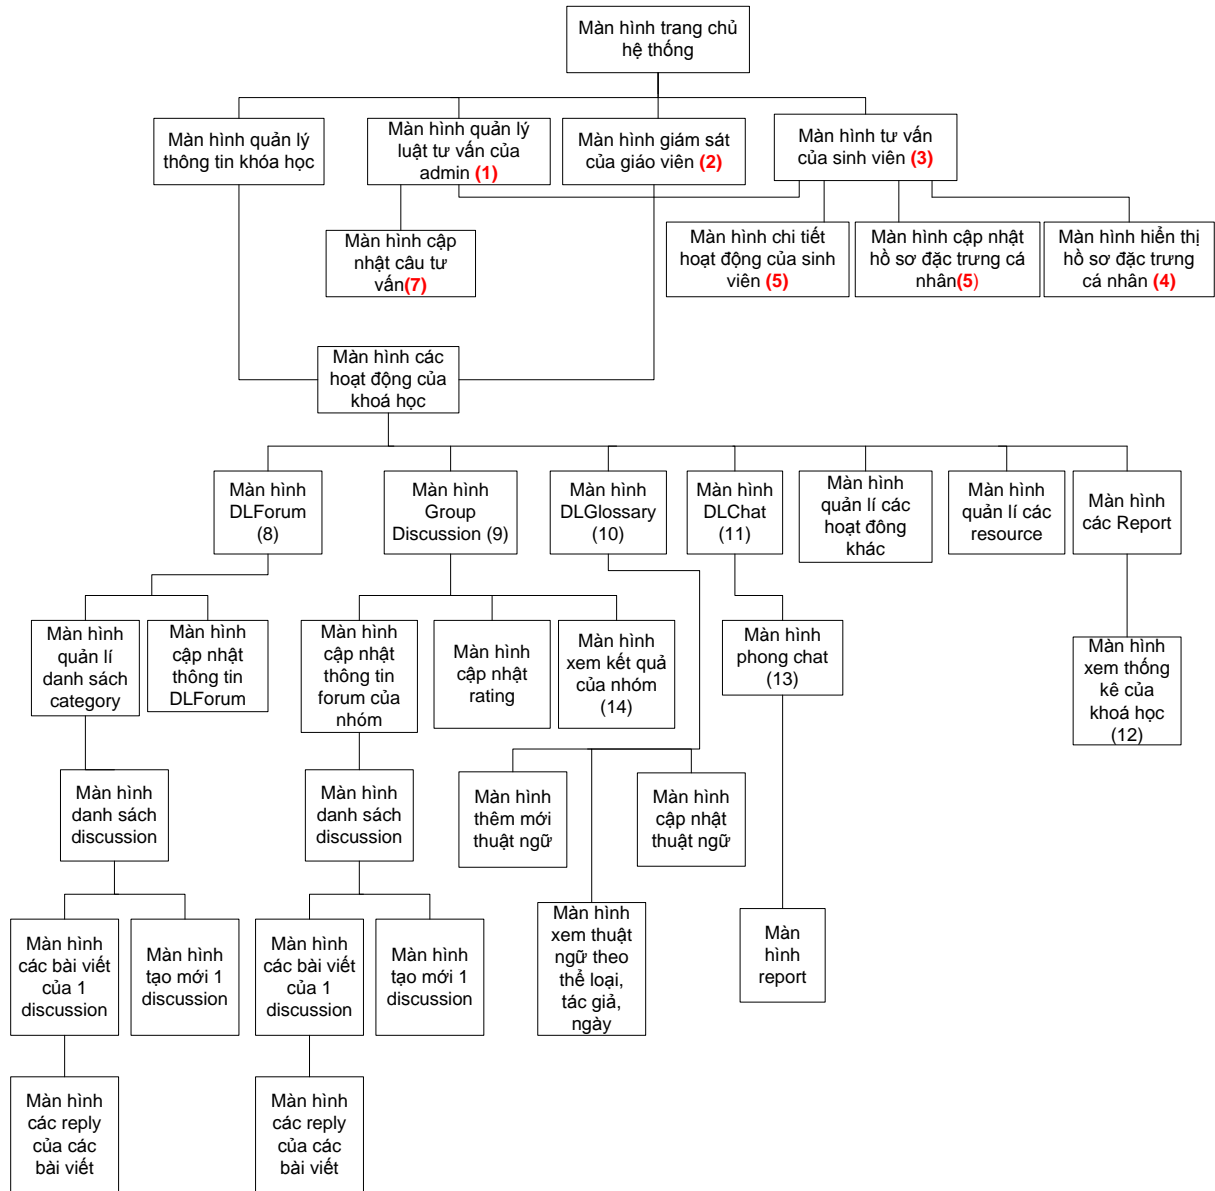 Màn hình trang chủ
hệ thống
Màn hình quản lý
thông tin khóa học
Màn hình quản lý
luật tư vấn của
admin (1)
Màn hình giám sát
của giáo viên (2)
Màn hình tư vấn
của sinh viên (3)
Màn hình cập
nhật câu tư
vấn(7)
Màn hình chi tiết
hoạt động của sinh
viên (5)
Màn hình cập nhật
hồ sơ đặc trưng cá
nhân(5)
Màn hình hiển thị
hồ sơ đặc trưng
cá nhân (4)
Màn hình các
hoạt động của
khoá học
Màn hình
DLForum
(8)
Màn hình
Group
Discussion (9)
Màn hình
DLGlossary
(10)
Màn hình
DLChat
(11)
Màn hình
quản lí các
hoạt đông
khác
Màn hình
quản lí các
resource
Màn hình
các Report
Màn hình
quản lí
danh sách
category
Màn hình
cập nhật
thông tin
DLForum
Màn hình
cập nhật
thông tin
forum của
nhóm
Màn hình
cập nhật
rating
Màn hình
xem kết quả
của nhóm
(14)
Màn hình
phong chat
(13)
Màn hình
xem thống
kê của
khoá học
(12)
Màn hình
danh sách
discussion
Màn hình
danh sách
discussion
Màn hình
thêm mới
thuật ngữ
Màn hình
cập nhật
thuật ngữ
Màn hình
các bài viết
của 1
discussion
Màn hình
tạo mới 1
discussion
Màn hình
các bài viết
của 1
discussion
Màn hình
tạo mới 1
discussion
Màn hình
xem thuật
ngữ theo
thể loại,
tác giả,
ngày
Màn
hình
report
Màn hình
các reply
của các
bài viết
Màn hình
các reply
của các
bài viết